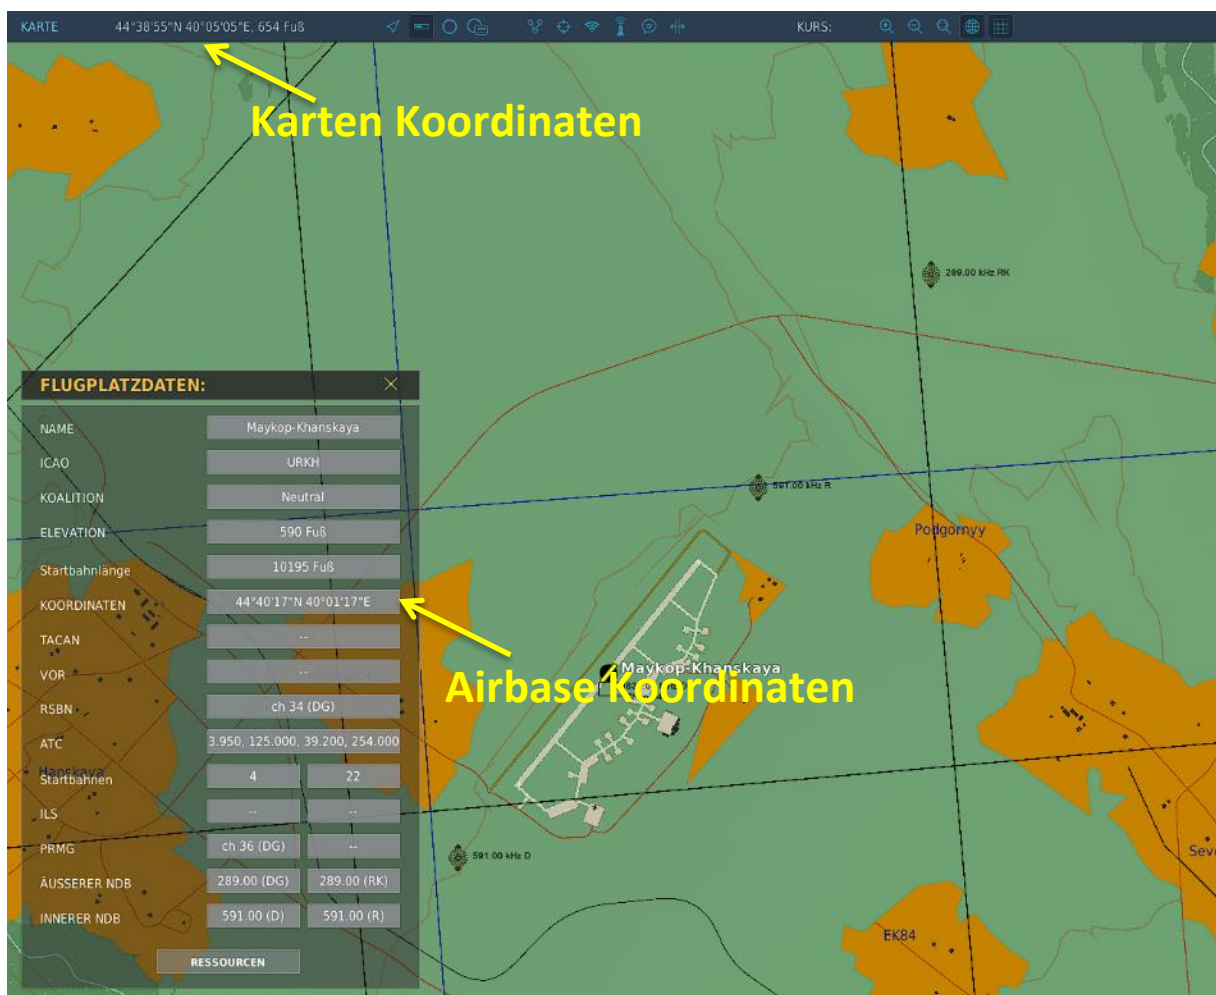 KARTE 44°38'55"N 40°05'05"E, 654 Fuß KURS:
Karten Koordinaten
289.00 kHz RK
FLUGPLATZDATEN:
NAME Maykop-Khanskaya
ICAO URKH
KOALITION Neutral
ELEVATION 590 Fuß
Startbahnlänge 10195 Fuß
KOORDINATEN 44°40'17"N 40°01'17"E
TACAN --
VOR --
RSBN ch 34 (DG)
ATC 3.950, 125.000, 39.200, 254.000
Startbahnen 4 22
ILS -- --
PRMG ch 36 (DG) --
ÄUSSERER NDB 289.00 (DG) 289.00 (RK)
INNERER NDB 591.00 (D) 591.00 (R)
RESSOURCEN
Hanskaya
591.00 kHz R
Podgornyy
Maykop-Khanskaya
Airbase Koordinaten
591.00 kHz D
Seve
EK84